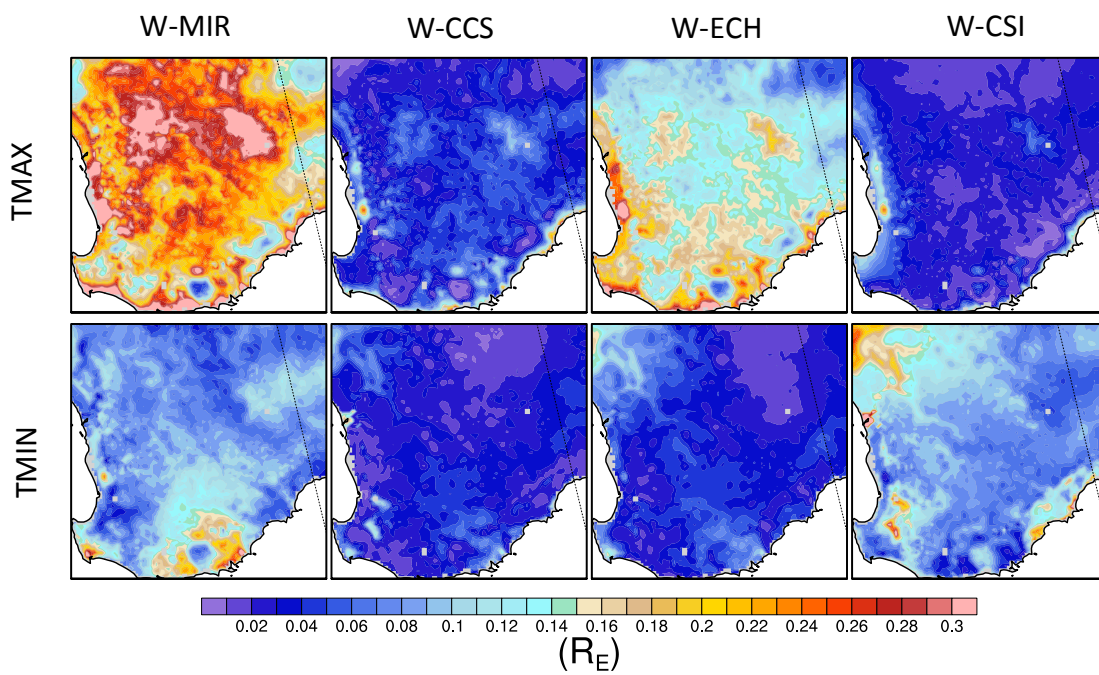 W-MIR W-CCS W-ECH W-CSI
TMAX
TMIN
0.02 0.04 0.06 0.08 0.1 0.12 0.14 0.16 0.18 0.2 0.22 0.24 0.26 0.28 0.3
(R_E)